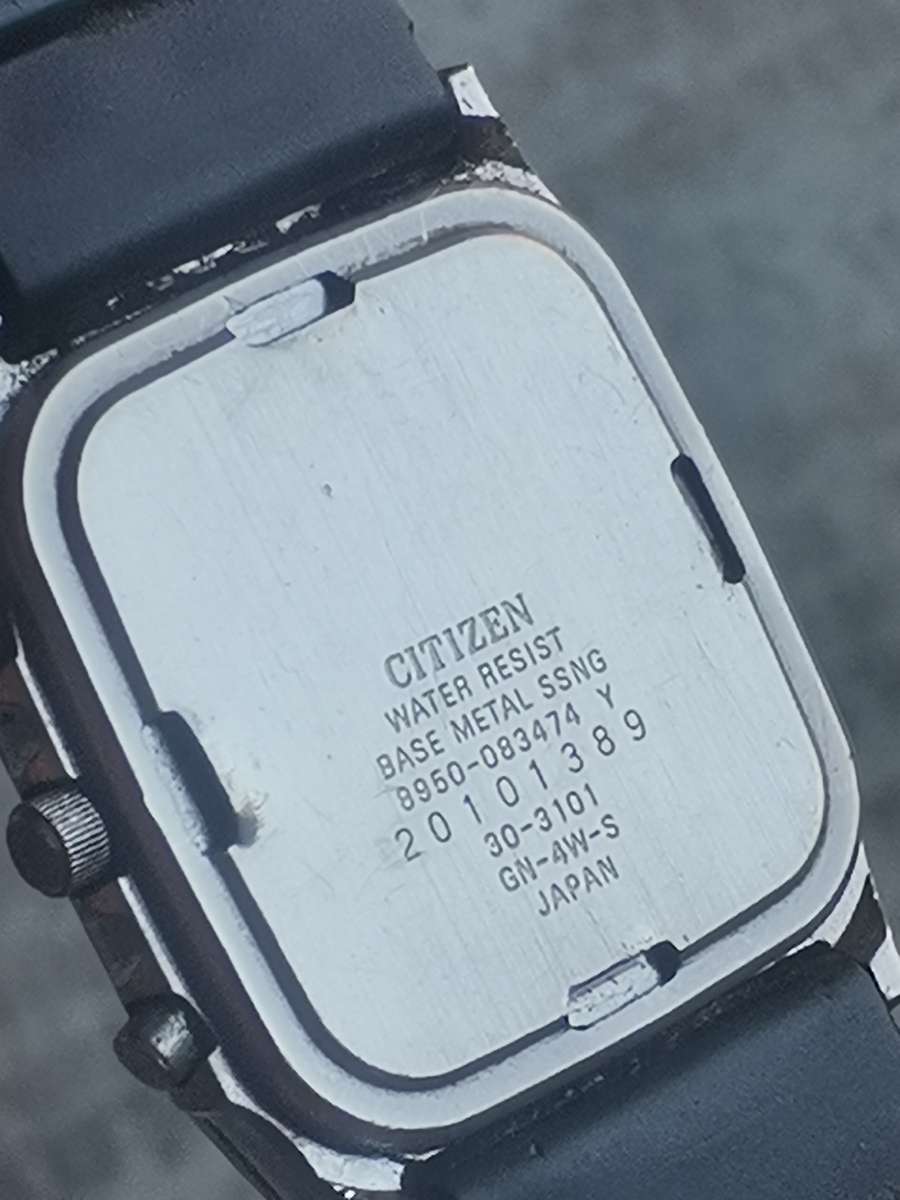 CITIZEN
WATER RESIST
BASE METAL SSNG
8950-083474 Y
20101389
30-3101
GN-4W-S
JAPAN